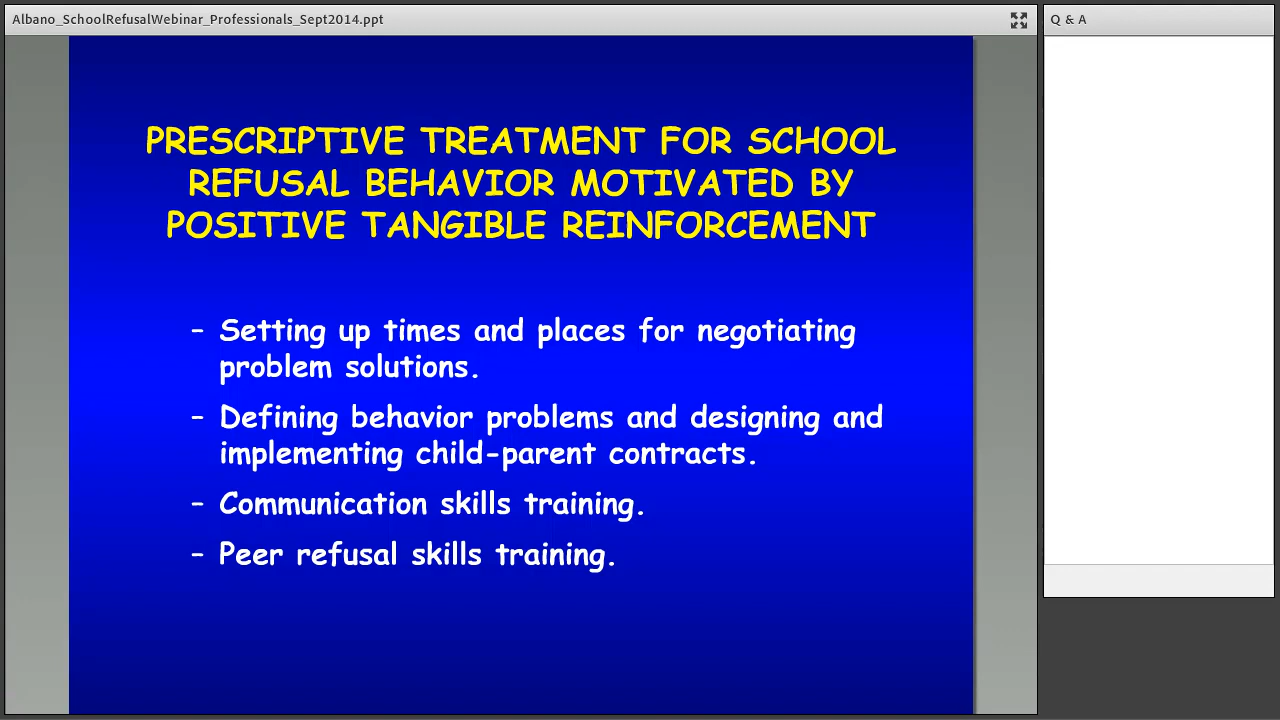 Albano_SchoolRefusalWebinar_Professionals_Sept2014.ppt
Q & A
PRESCRIPTIVE TREATMENT FOR SCHOOL
REFUSAL BEHAVIOR MOTIVATED BY
POSITIVE TANGIBLE REINFORCEMENT
– Setting up times and places for negotiating
problem solutions.
– Defining behavior problems and designing and
implementing child-parent contracts.
– Communication skills training.
– Peer refusal skills training.